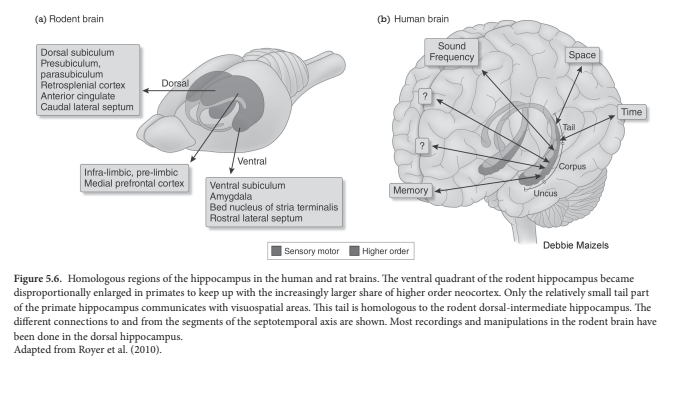 (a) Rodent brain
Dorsal subiculum
Presubiculum,
parasubiculum
Retrosplenial cortex
Anterior cingulate
Caudal lateral septum
Dorsal
Infra-limbic, pre-limbic
Medial prefrontal cortex
Ventral
Ventral subiculum
Amygdala
Bed nucleus of stria terminalis
Rostral lateral septum
(b) Human brain
Sound
Frequency
Space
?
Time
Tail
?
Corpus
Memory
Uncus
Debbie Maizels
Sensory motor
Higher order
Figure 5.6. Homologous regions of the hippocampus in the human and rat brains. The ventral quadrant of the rodent hippocampus became
disproportionally enlarged in primates to keep up with the increasingly larger share of higher order neocortex. Only the relatively small tail part
of the primate hippocampus communicates with visuospatial areas. This tail is homologous to the rodent dorsal-intermediate hippocampus. The
different connections to and from the segments of the septotemporal axis are shown. Most recordings and manipulations in the rodent brain have
been done in the dorsal hippocampus.
Adapted from Royer et al. (2010).